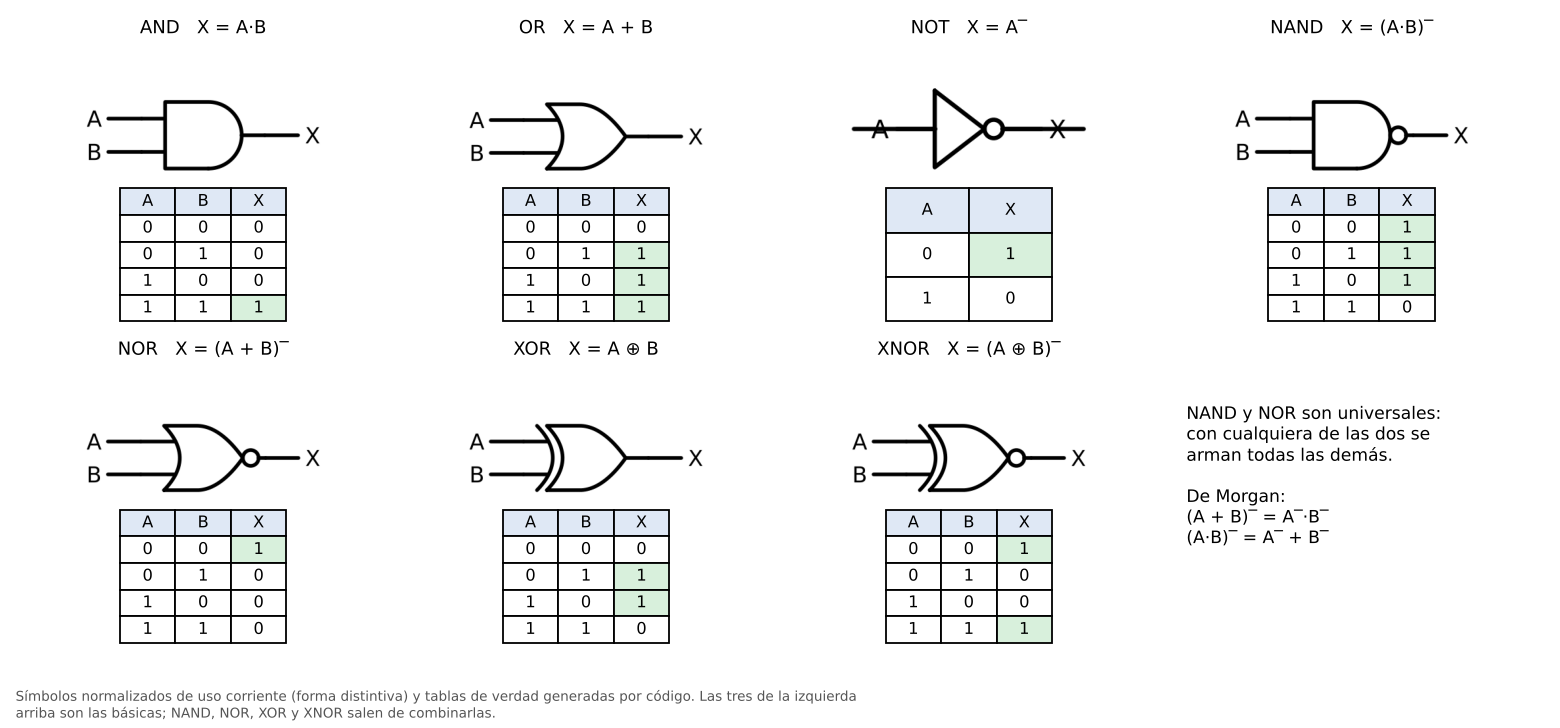 AND X = A·B
A
B
X
A B X
0 0 0
0 1 0
1 0 0
1 1 1
OR X = A + B
A
B
X
A B X
0 0 0
0 1 1
1 0 1
1 1 1
NOT X = A‾
A
X
A X
0 1
1 0
NAND X = (A·B)‾
A
B
X
A B X
0 0 1
0 1 1
1 0 1
1 1 0
NOR X = (A + B)‾
A
B
X
A B X
0 0 1
0 1 0
1 0 0
1 1 0
XOR X = A ⊕ B
A
B
X
A B X
0 0 0
0 1 1
1 0 1
1 1 0
XNOR X = (A ⊕ B)‾
A
B
X
A B X
0 0 1
0 1 0
1 0 0
1 1 1
NAND y NOR son universales:
con cualquiera de las dos se
arman todas las demás.
De Morgan:
(A + B)‾ = A‾·B‾
(A·B)‾ = A‾ + B‾
Símbolos normalizados de uso corriente (forma distintiva) y tablas de verdad generadas por código. Las tres de la izquierda
arriba son las básicas; NAND, NOR, XOR y XNOR salen de combinarlas.